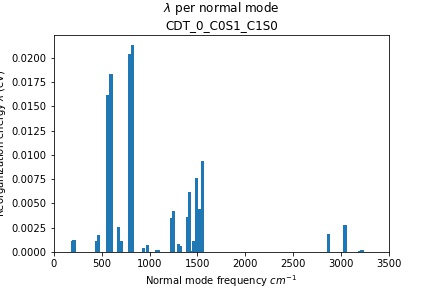 λ per normal mode
CDT_0_C0S1_C1S0
energy λ (eV)
0.0200
0.0175
0.0150
0.0125
0.0100
0.0075
0.0050
0.0025
0.0000
0 500 1000 1500 2000 2500 3000 3500
Normal mode frequency cm⁻¹